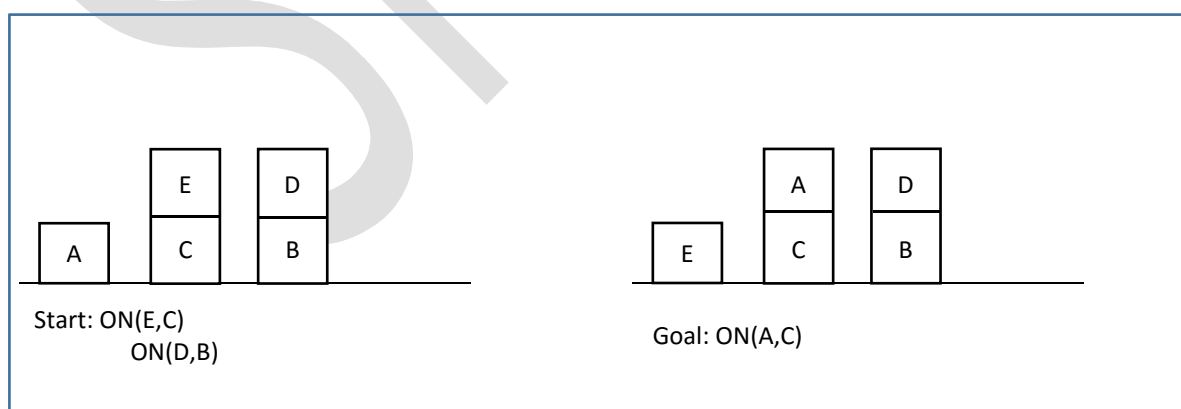 E
D
A
C
B
Start: ON(E,C)
ON(D,B)
A
D
E
C
B
Goal: ON(A,C)